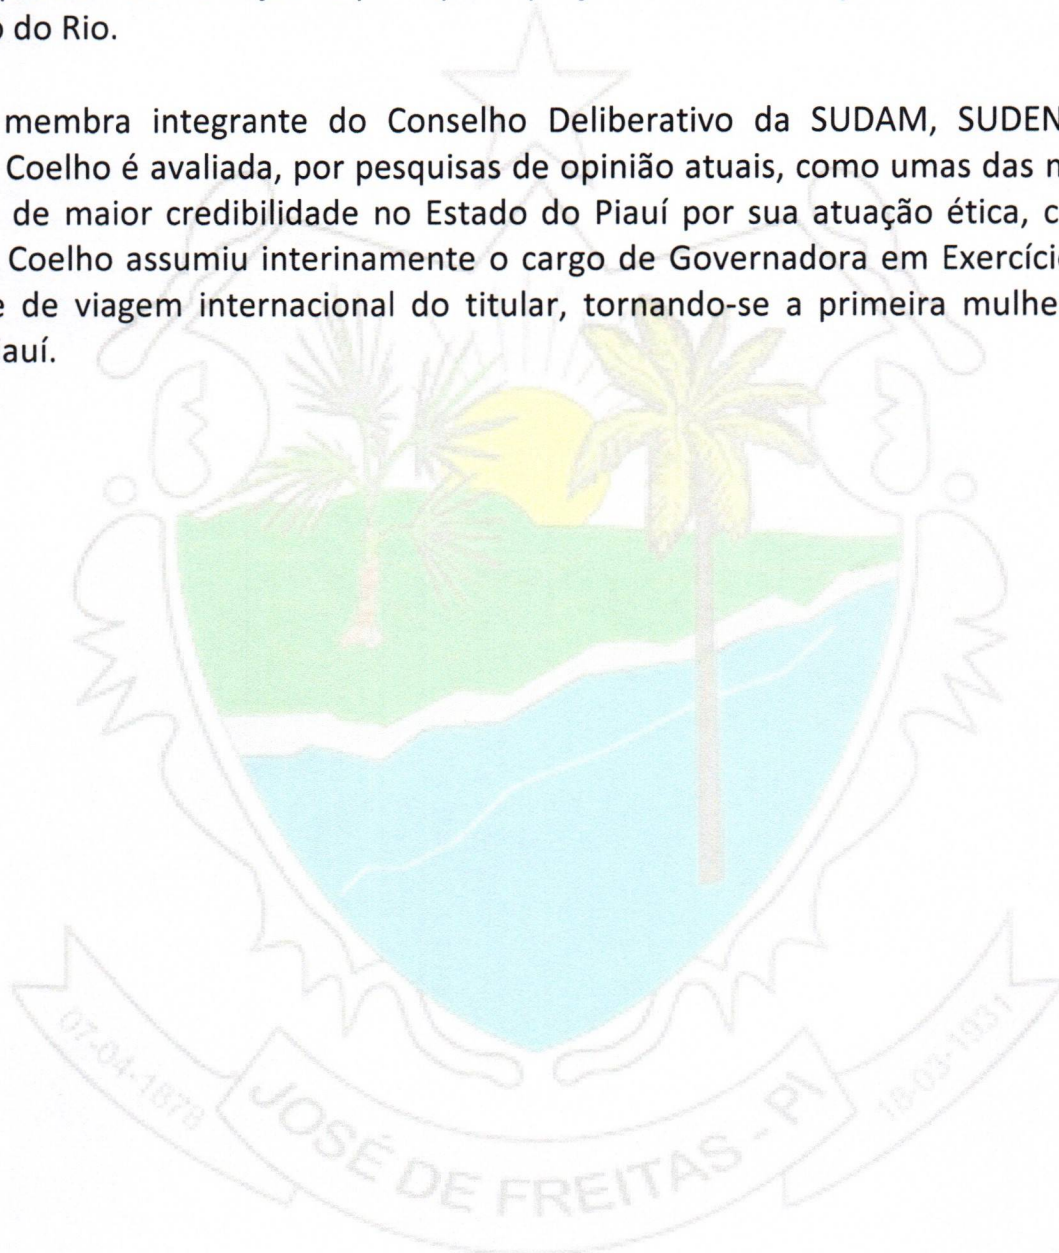 do Rio.
membra integrante do Conselho Deliberativo da SUDAM, SUDEN
Coelho é avaliada, por pesquisas de opinião atuais, como umas das
de maior credibilidade no Estado do Piauí por sua atuação ética,
Coelho assumiu interinamente o cargo de Governadora em Exercíci
de viagem internacional do titular, tornando-se a primeira mulhe
auí.
07-04-1878
JOSÉ DE FREITAS - PI
18-03-1931